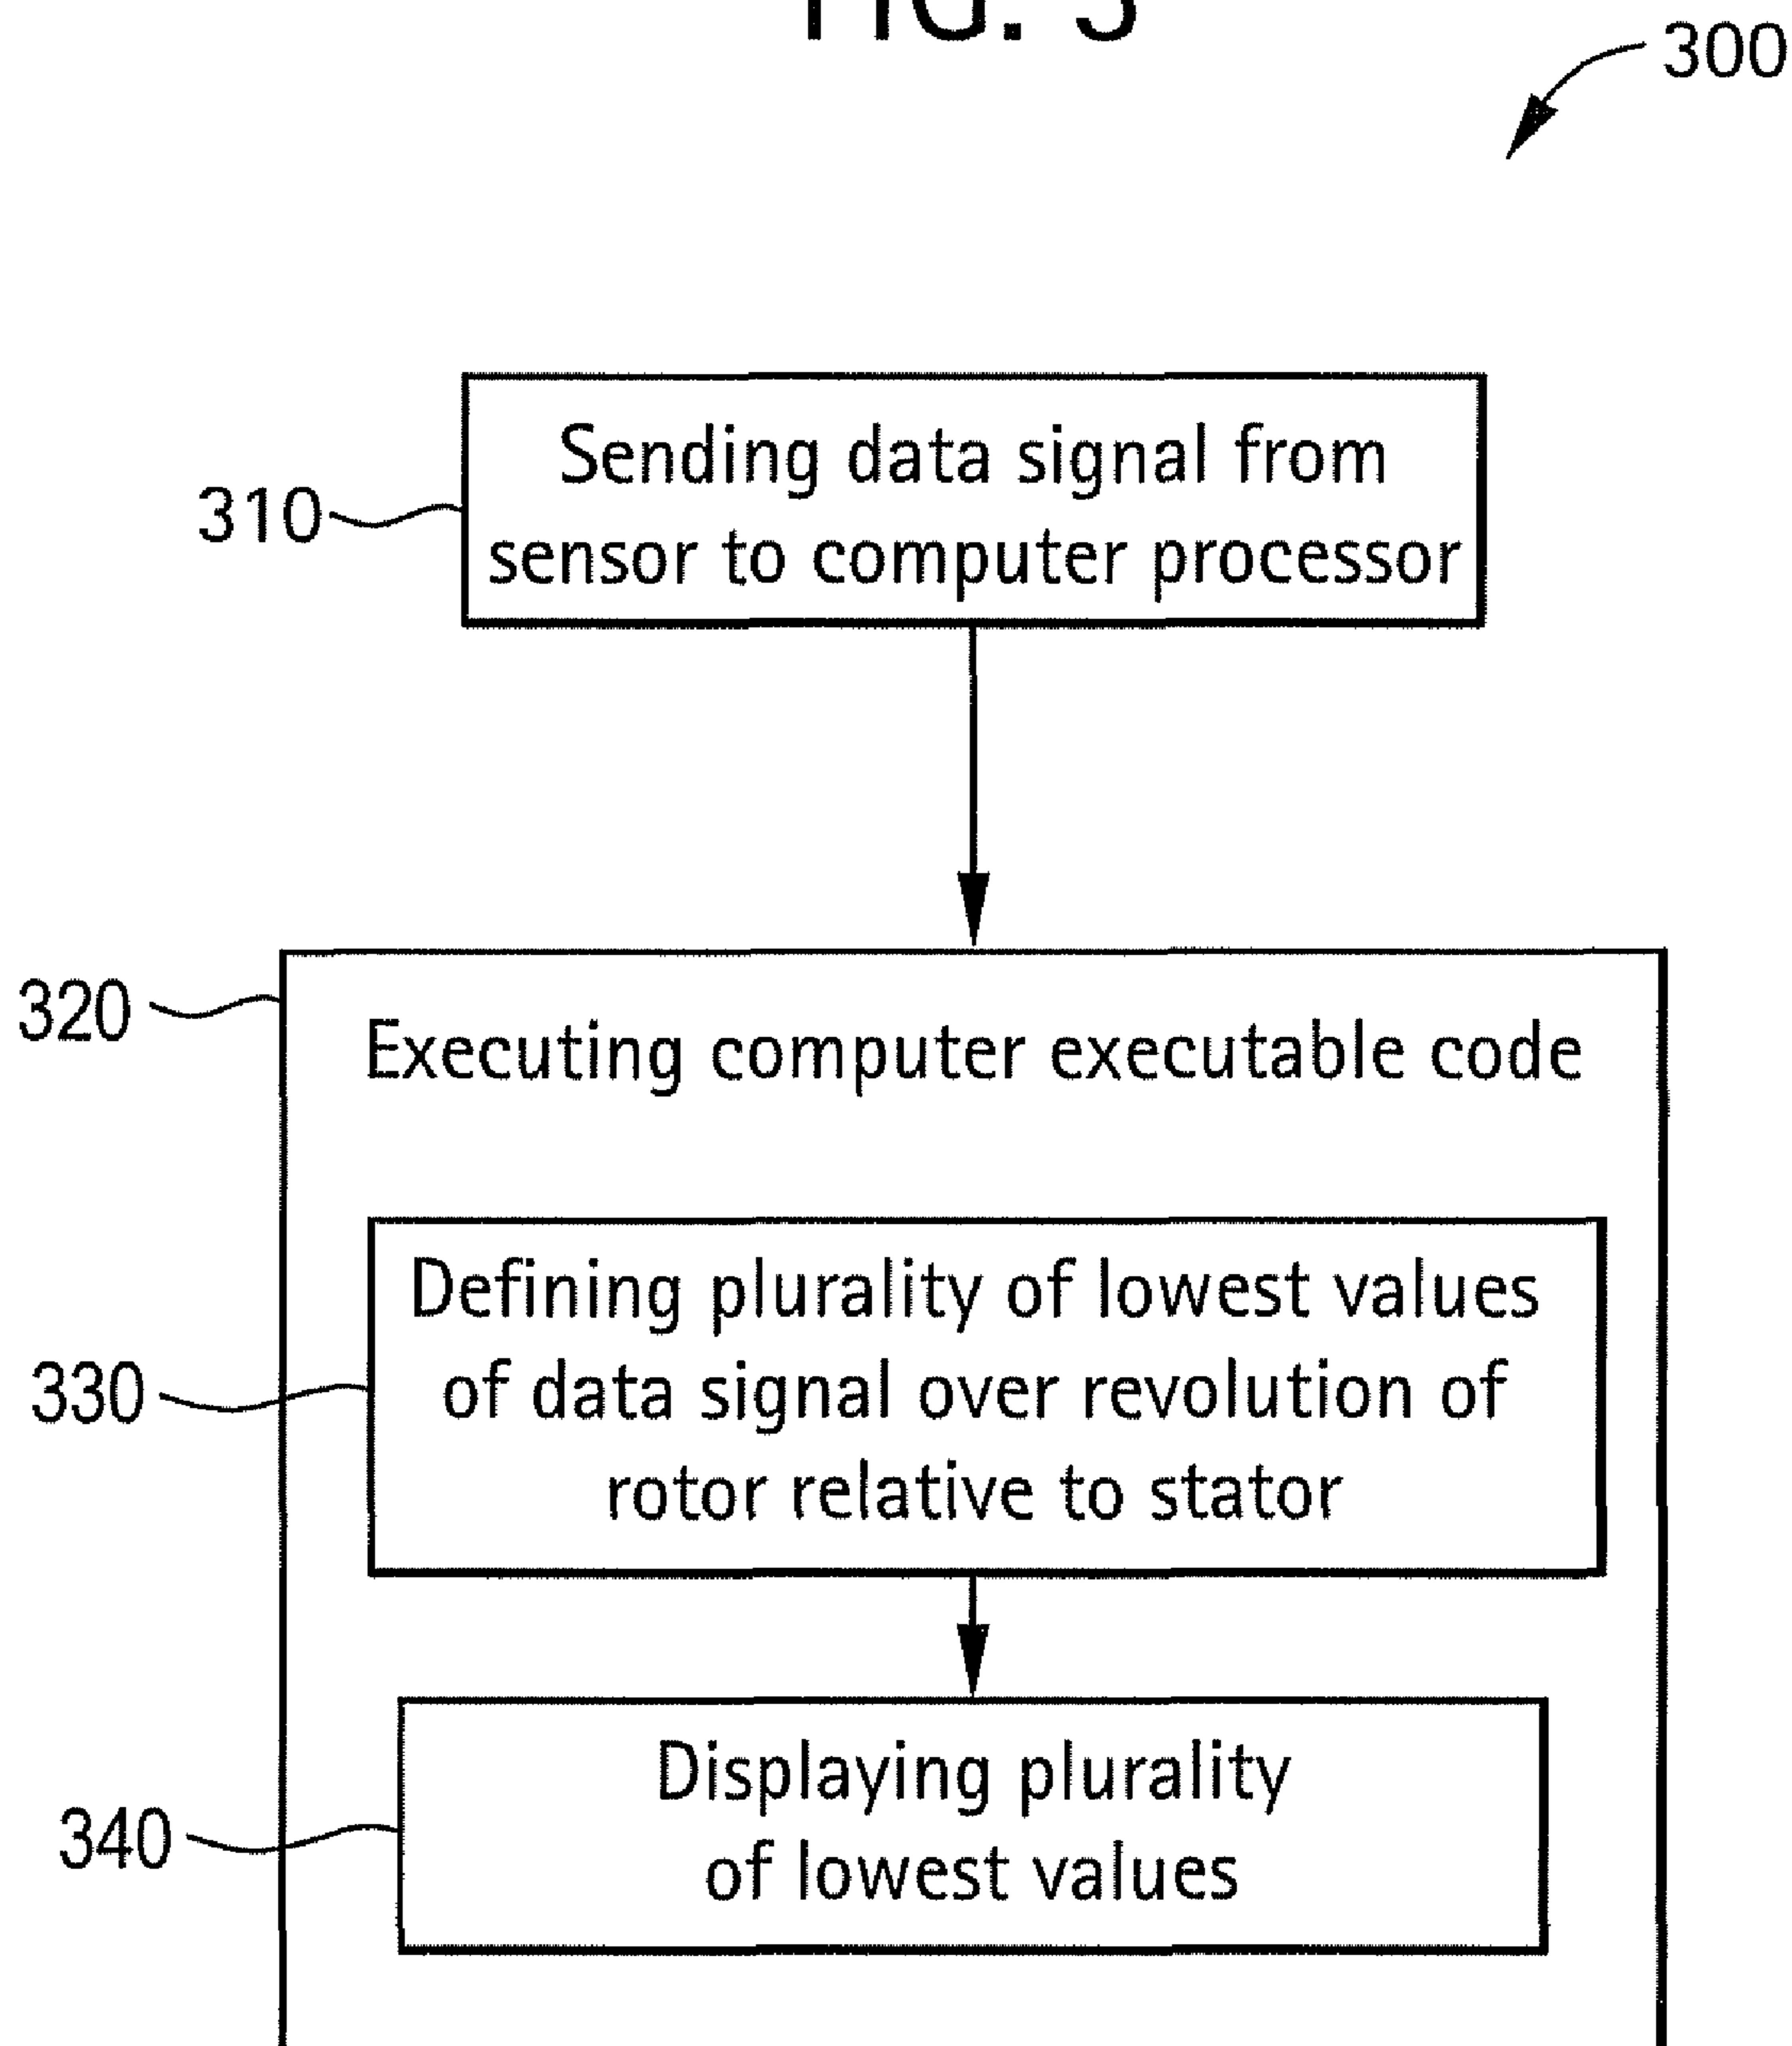 FIG.
300
310
Sending data signal from
sensor to computer processor
320
Executing computer executable code
330
Defining plurality of lowest values
of data signal over revolution of
rotor relative to stator
340
Displaying plurality
of lowest values